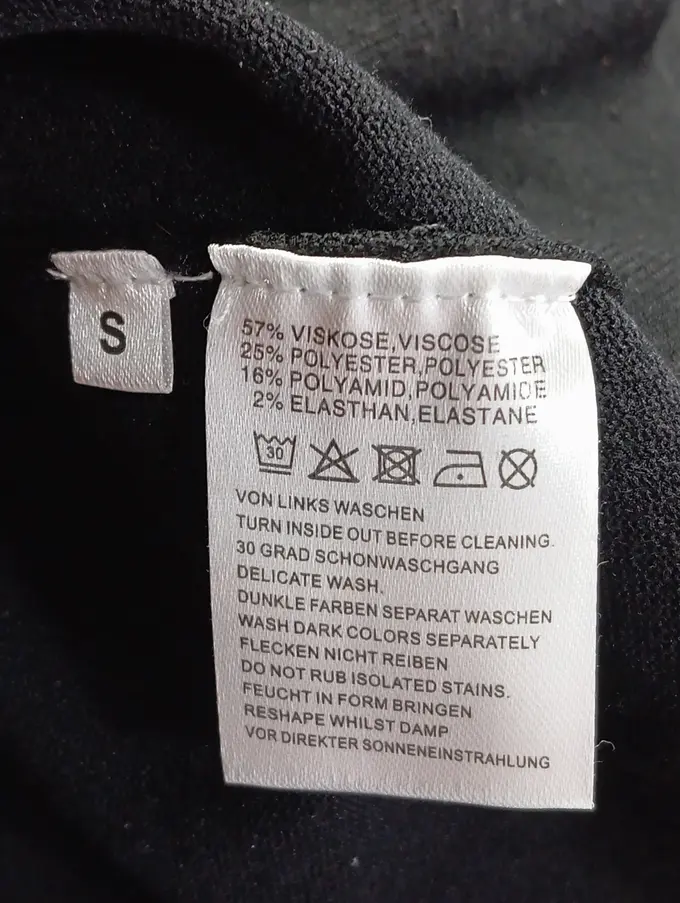 S
57% VISKOSE,VISCOSE
25% POLYESTER,POLYESTER
16% POLYAMID,POLYAMIDE
2% ELASTHAN,ELASTANE
30
VON LINKS WASCHEN
TURN INSIDE OUT BEFORE CLEANING.
30 GRAD SCHONWASCHGANG
DELICATE WASH.
DUNKLE FARBEN SEPARAT WASCHEN
WASH DARK COLORS SEPARATELY
FLECKEN NICHT REIBEN
DO NOT RUB ISOLATED STAINS.
FEUCHT IN FORM BRINGEN
RESHAPE WHILST DAMP
VOR DIREKTER SONNENEINSTRAHLUNG